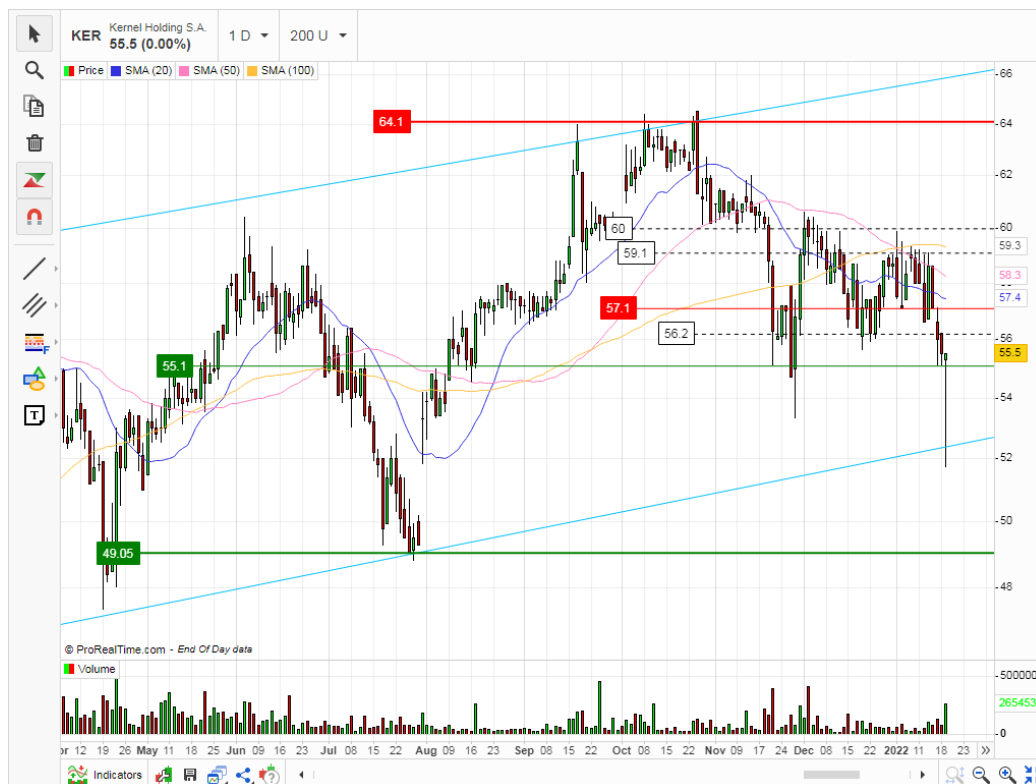 KER Kernel Holding S.A.
55.5 (0.00%)
1 D
200 U
Price SMA (20) SMA (50) SMA (100)
66
64.1
64
62
60
60
59.3
59.1
58.3
57.4
57.1
56.2
56
55.5
55.1
54
52
50
49.05
48
© ProRealTime.com - End Of Day data
Volume
500000
265453
0
12 19 26 May 11 18 25 Jun 09 16 23 Jul 08 15 22 Aug 09 16 23 Sep 08 15 22 Oct 08 15 22 Nov 09 17 24 Dec 08 15 22 2022 11 18 23
Indicators
F
T